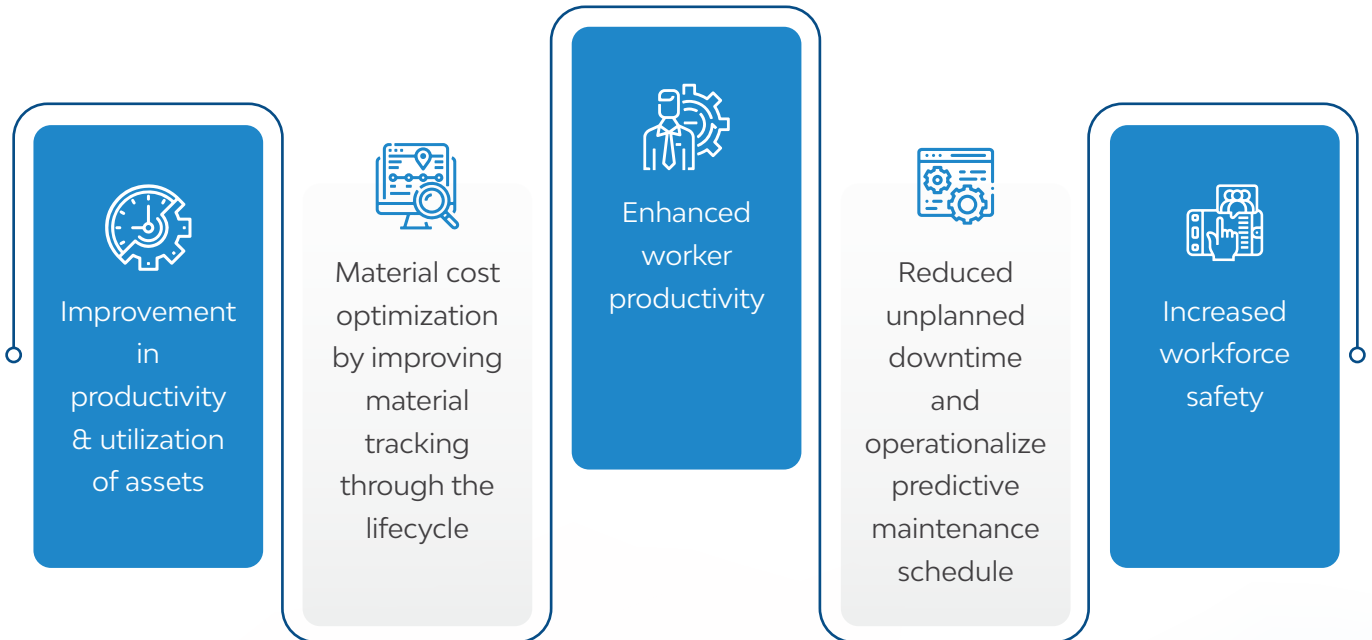 Improvement
in
productivity
& utilization
of assets
Material cost
optimization
by improving
material
tracking
through the
lifecycle
Enhanced
worker
productivity
Reduced
unplanned
downtime
and
operationalize
predictive
maintenance
schedule
Increased
workforce
safety